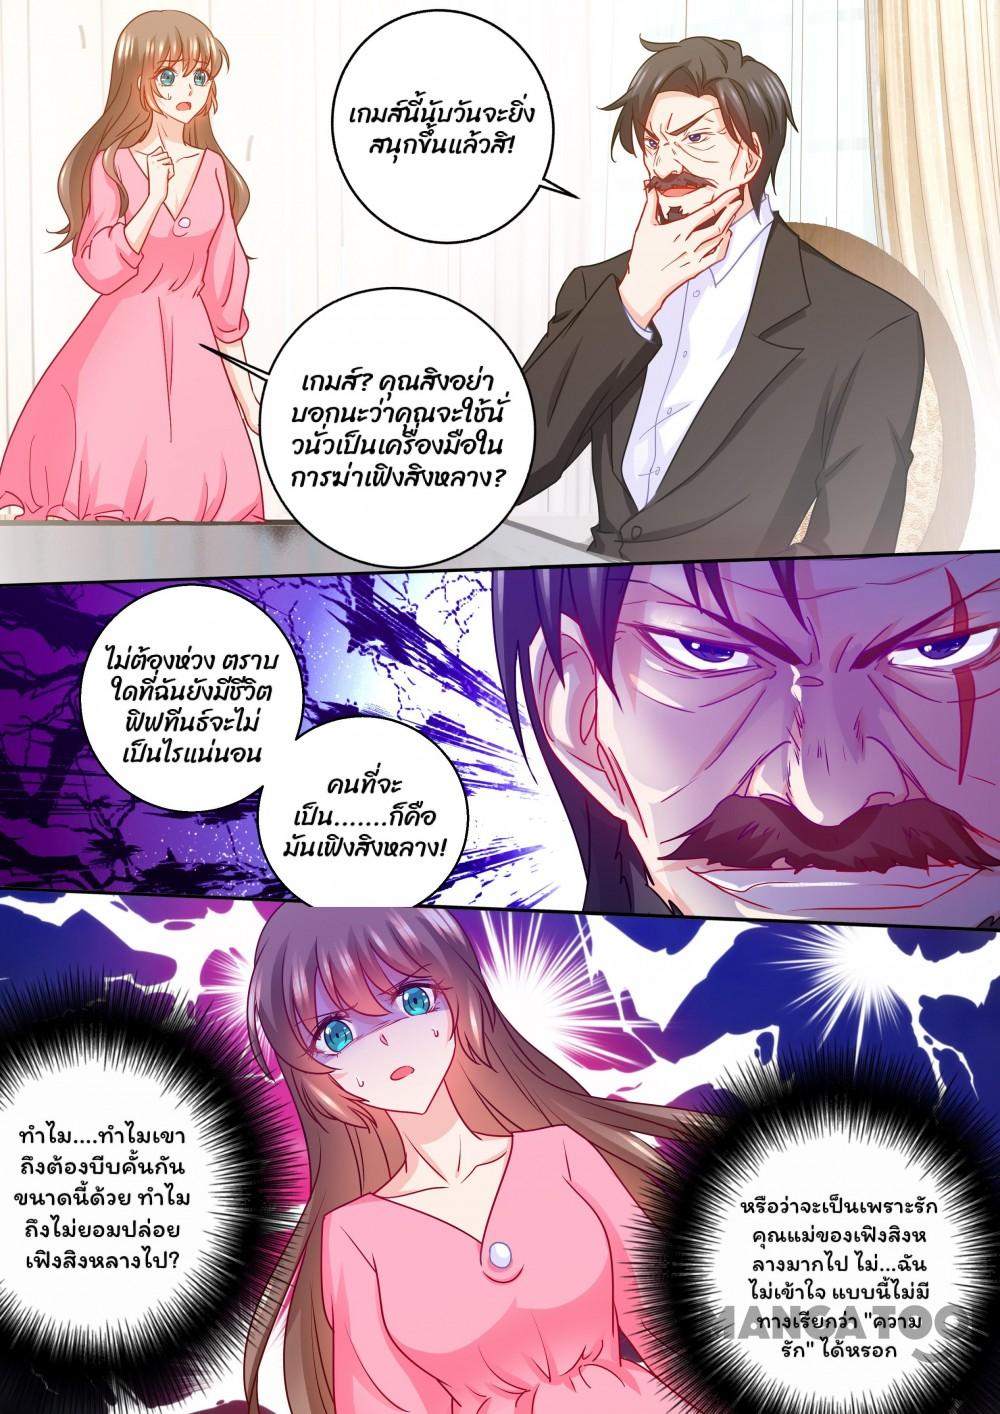 เกมส์นี้นับวันจะยิ่ง
สนุกขึ้นแล้วสิ!
เกมส์? คุณสิงอย่า
บอกนะว่าคุณจะใช้นั่
วนั่วเป็นเครื่องมือใน
การฆ่าเฟิงสิงหลาง?
ไม่ต้องห่วง ตราบ
ใดที่ฉันยังมีชีวิต
ฟิฟทีนธ์จะไม่
เป็นไรแน่นอน
คนที่จะ
เป็น.......ก็คือ
มันเฟิงสิงหลาง!
ทำไม....ทำไมเขา
ถึงต้องบีบคั้นกัน
ขนาดนี้ด้วย ทำไม
ถึงไม่ยอมปล่อย
เฟิงสิงหลางไป?
หรือว่าจะเป็นเพราะรัก
คุณแม่ของเฟิงสิงห
ลางมากไป ไม่...ฉัน
ไม่เข้าใจ แบบนี้ไม่มี
ทางเรียกว่า "ความ
รัก" ได้หรอก
MANGATOON